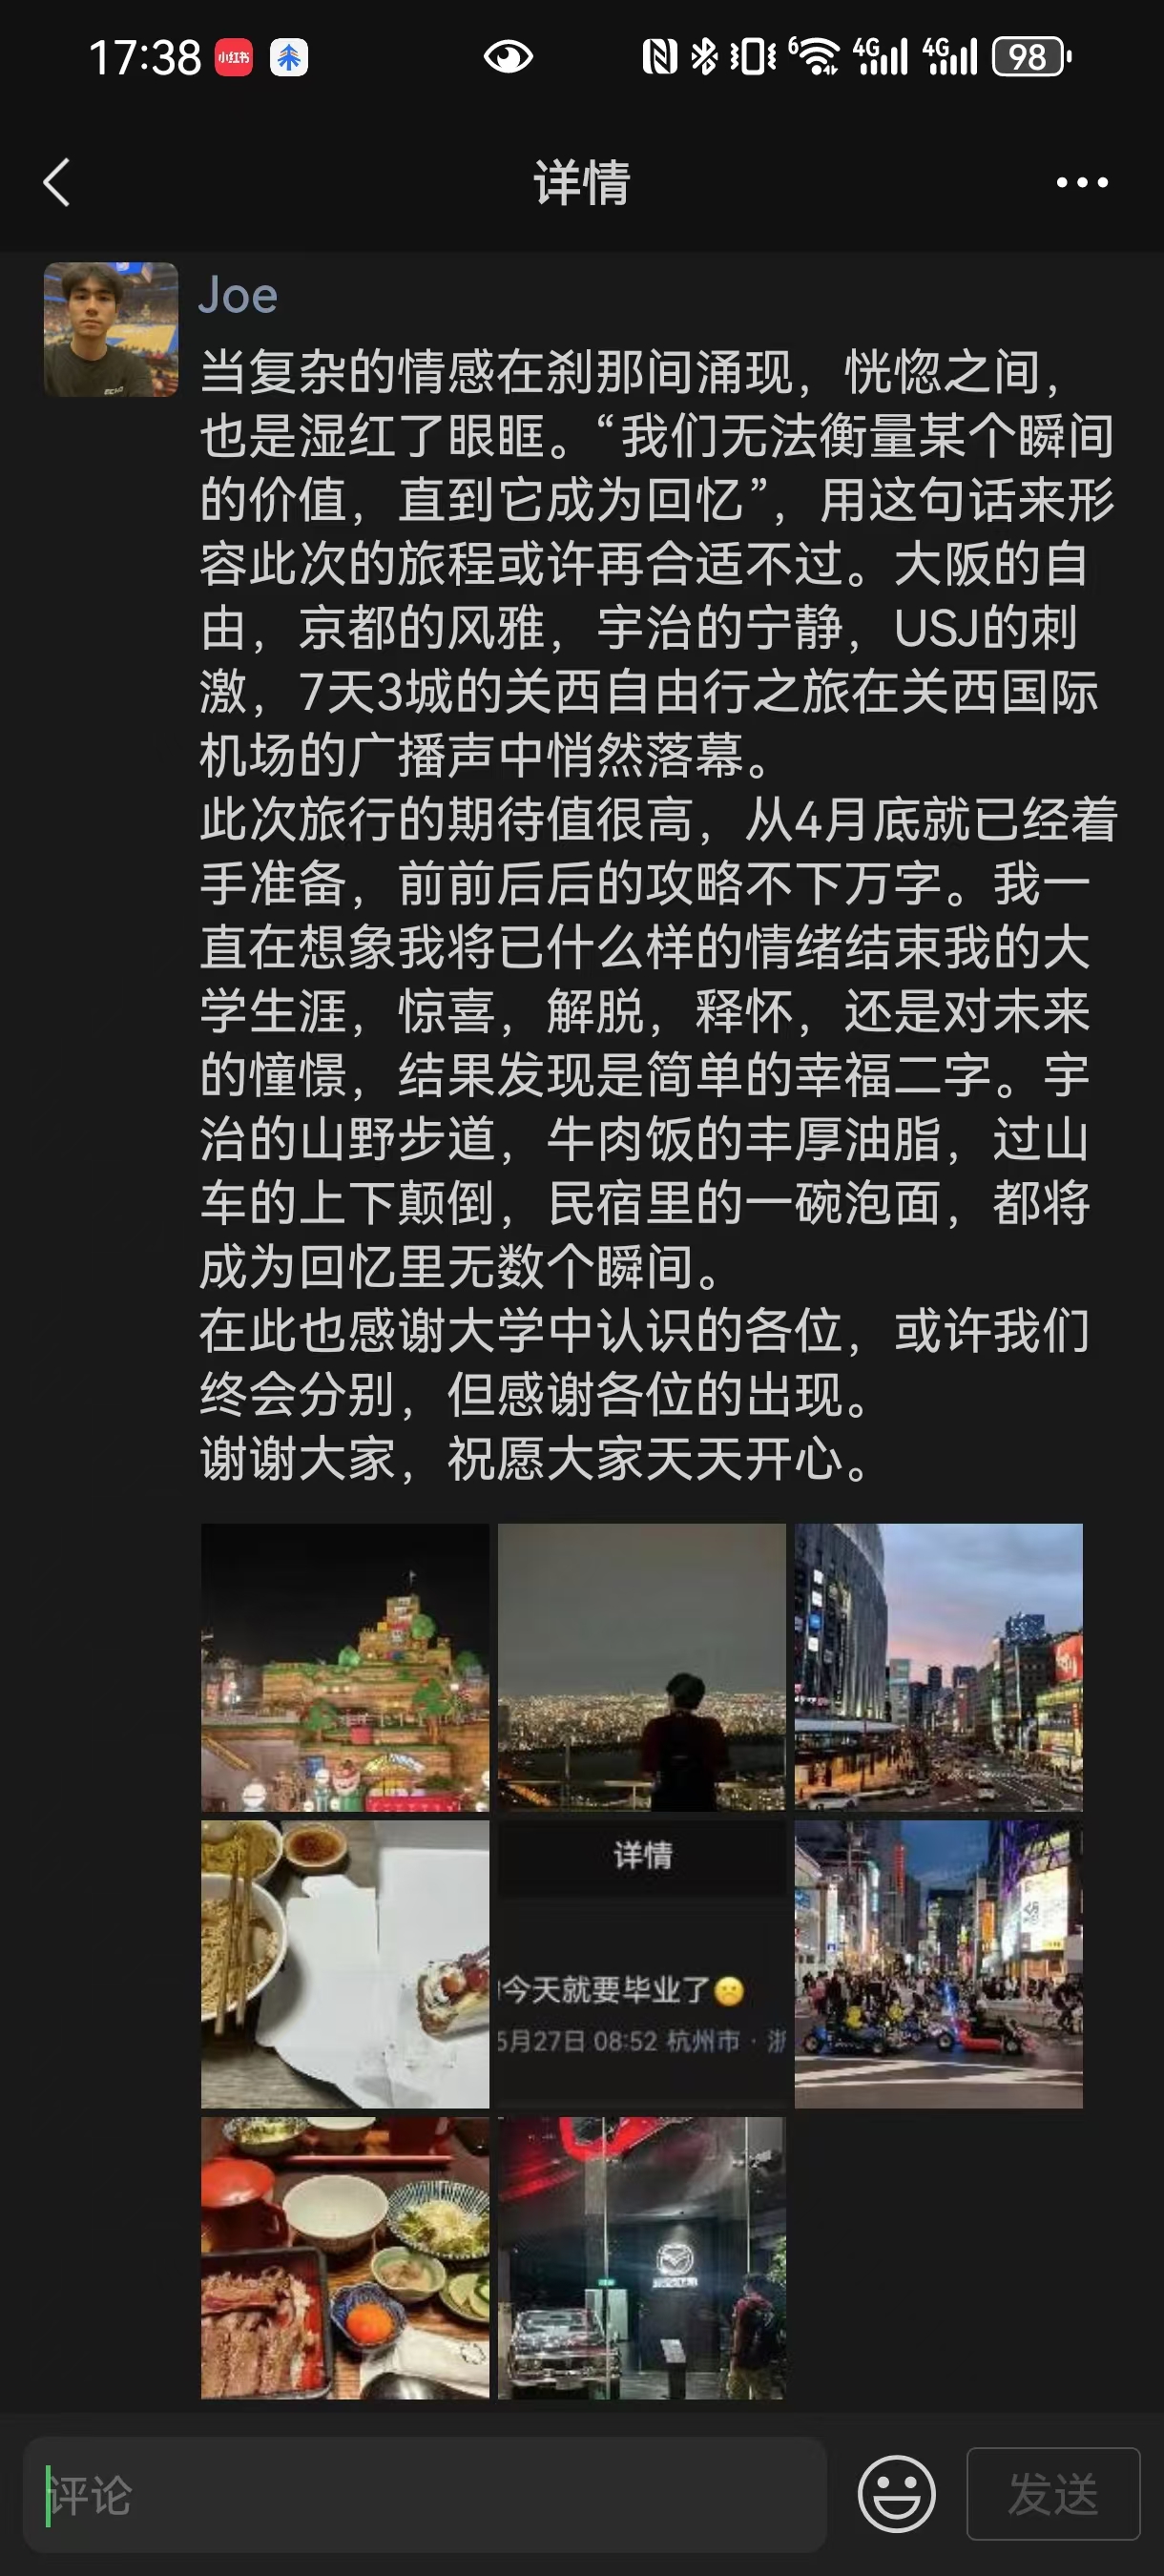 17:38
小红书
6
4G
4G
98
详情
Joe
当复杂的情感在刹那间涌现，恍惚之间，
也是湿红了眼眶。“我们无法衡量某个瞬间
的价值，直到它成为回忆”，用这句话来形
容此次的旅程或许再合适不过。大阪的自
由，京都的风雅，宇治的宁静，USJ的刺
激，7天3城的关西自由行之旅在关西国际
机场的广播声中悄然落幕。
此次旅行的期待值很高，从4月底就已经着
手准备，前前后后的攻略不下万字。我一
直在想象我将已什么样的情绪结束我的大
学生涯，惊喜，解脱，释怀，还是对未来
的憧憬，结果发现是简单的幸福二字。宇
治的山野步道，牛肉饭的丰厚油脂，过山
车的上下颠倒，民宿里的一碗泡面，都将
成为回忆里无数个瞬间。
在此也感谢大学中认识的各位，或许我们
终会分别，但感谢各位的出现。
谢谢大家，祝愿大家天天开心。
详情
今天就要毕业了
月27日 08:52 杭州市 · 浙
评论
发送